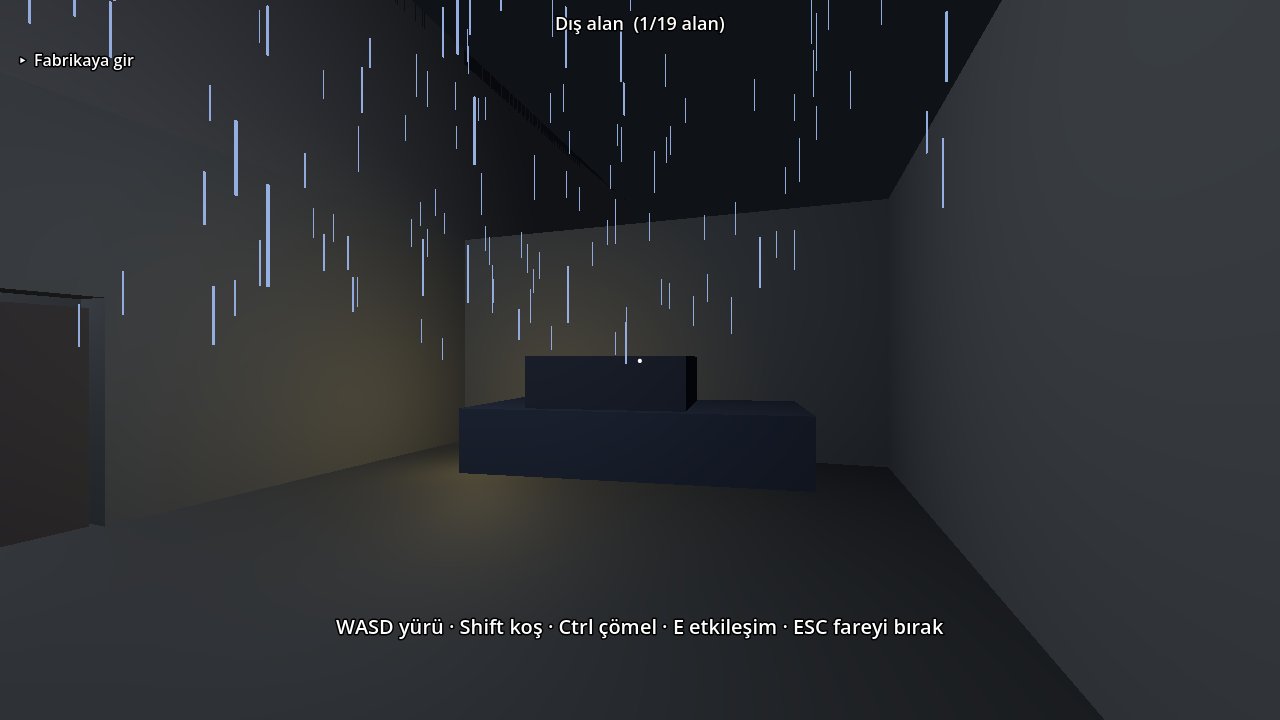 Dış alan (1/19 alan)
▸ Fabrikaya gir
WASD yürü · Shift koş · Ctrl çömel · E etkileşim · ESC fareyi bırak